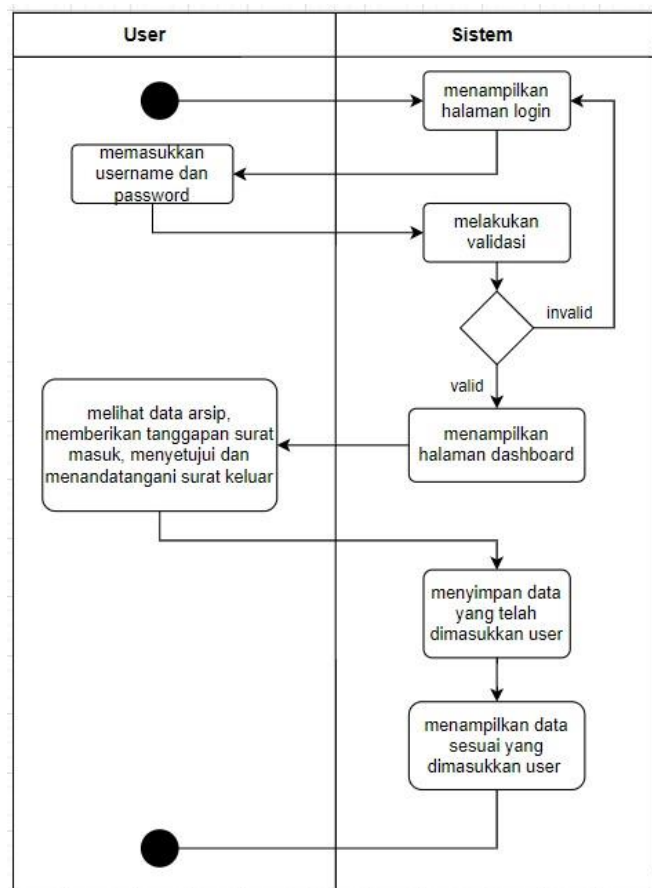 User
Sistem
menampilkan
halaman login
memasukkan
username dan
password
melakukan
validasi
invalid
valid
melihat data arsip,
memberikan tanggapan surat
masuk, menyetujui dan
menandatangani surat keluar
menampilkan
halaman dashboard
menyimpan data
yang telah
dimasukkan user
menampilkan data
sesuai yang
dimasukkan user